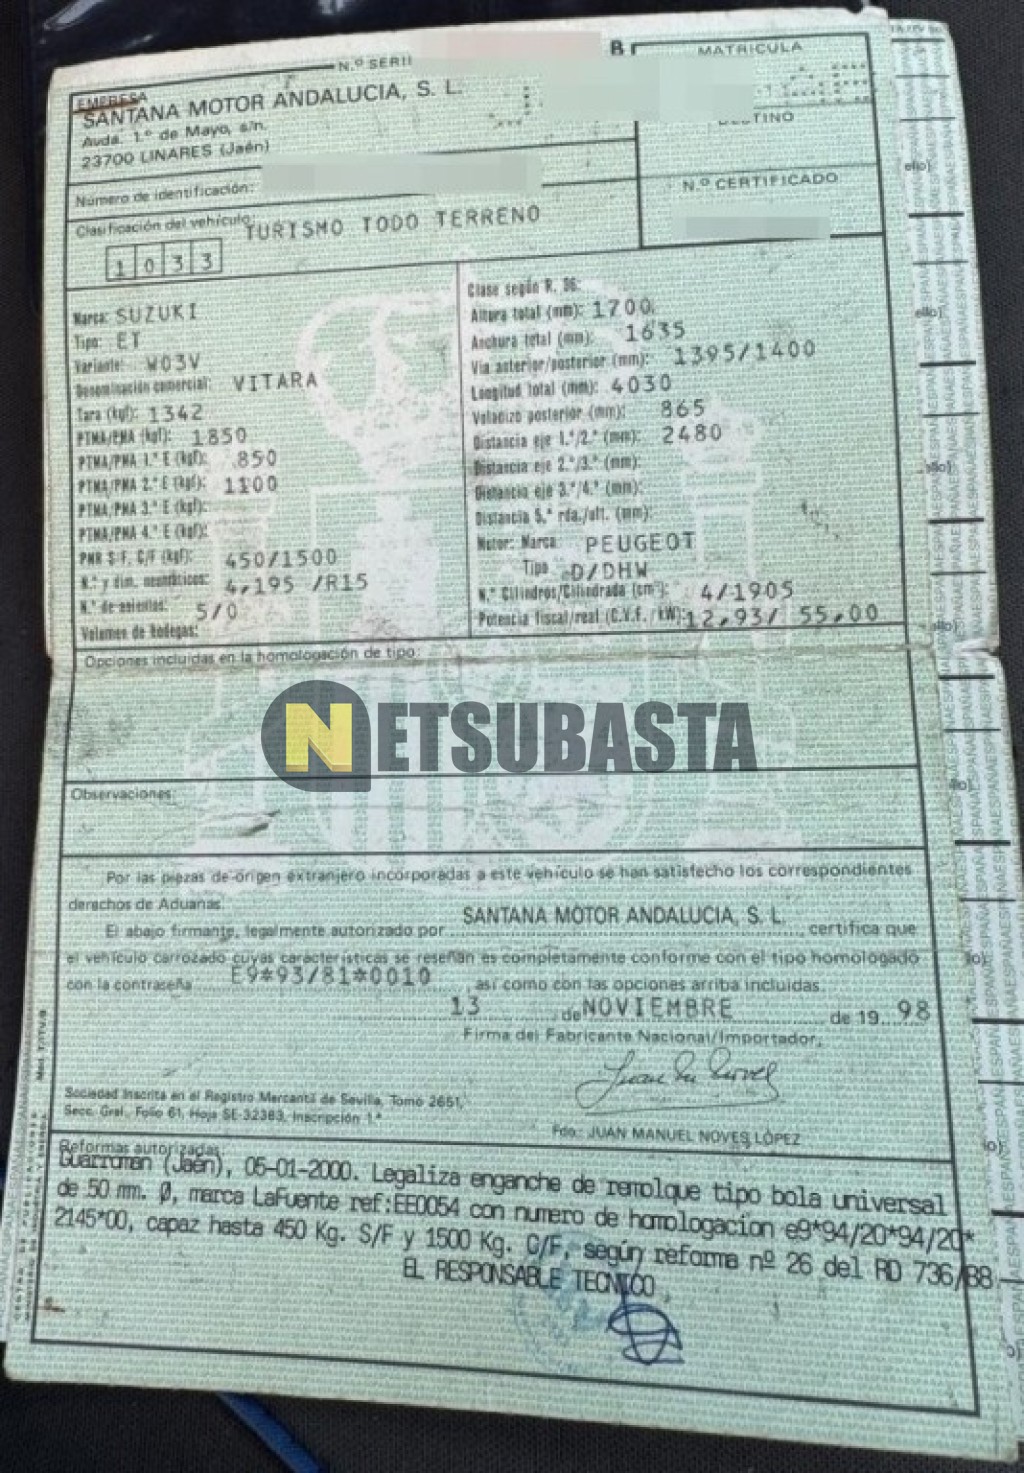 Nº SERIE B
MATRICULA
EMPRESA
SANTANA MOTOR ANDALUCIA, S. L.
Avda. 1.º de Mayo, s/n.
23700 LINARES (Jaén)
DESTINO
Número de identificación:
N.º CERTIFICADO
Clasificación del vehículo: TURISMO TODO TERRENO
1 0 3 3
Marca: SUZUKI
Tipo: ET
Variante: W03V
Denominación comercial: VITARA
Tara (kgf): 1342
PTMA/PMA (kgf): 1850
PTMA/PMA 1.º E (kgf): 850
PTMA/PMA 2.º E (kgf): 1100
PTMA/PMA 3.º E (kgf):
PTMA/PMA 4.º E (kgf):
PMR S/F. C/F (kgf): 450/1500
N.º y dim. neumáticos: 4,195 /R15
N.º de asientos: 5/0
Volumen de bodegas:
Clase según R. 36:
Altura total (mm): 1700
Anchura total (mm): 1635
Vía anterior/posterior (mm): 1395/1400
Longitud total (mm): 4030
Voladizo posterior (mm): 865
Distancia eje 1.º/2.º (mm): 2480
Distancia eje 2.º/3.º (mm):
Distancia eje 3.º/4.º (mm):
Distancia 5.ª rda./ult. (mm):
Motor: Marca: PEUGEOT
Tipo D/DHW
N.º Cilindros/Cilindrada (cm³): 4/1905
Potencia fiscal/real (C.V.F. /kW): 12,93/ 55,00
Opciones incluidas en la homologación de tipo:
NETSUBASTA
Observaciones:
Por las piezas de origen extranjero incorporadas a este vehículo se han satisfecho los correspondientes
derechos de Aduanas.
El abajo firmante, legalmente autorizado por SANTANA MOTOR ANDALUCIA, S. L. certifica que
el vehículo carrozado cuyas características se reseñan es completamente conforme con el tipo homologado
con la contraseña E9*93/81*0010, así como con las opciones arriba incluidas.
13 de NOVIEMBRE de 19 98
Firma del Fabricante Nacional/Importador,
Sociedad Inscrita en el Registro Mercantil de Sevilla, Tomo 2651,
Secc. Gral., Folio 61, Hoja SE-32383, Inscripción 1.ª
Fdo.: JUAN MANUEL NOVES LÓPEZ
Reformas autorizadas:
Guarroman (Jaén), 05-01-2000. Legaliza enganche de remolque tipo bola universal
de 50 mm. Ø, marca LaFuente ref:EE0054 con numero de homologacion e9*94/20*94/20*
2145*00, capaz hasta 450 Kg. S/F y 1500 Kg. C/F, según reforma nº 26 del RD 736/88
EL RESPONSABLE TECNICO